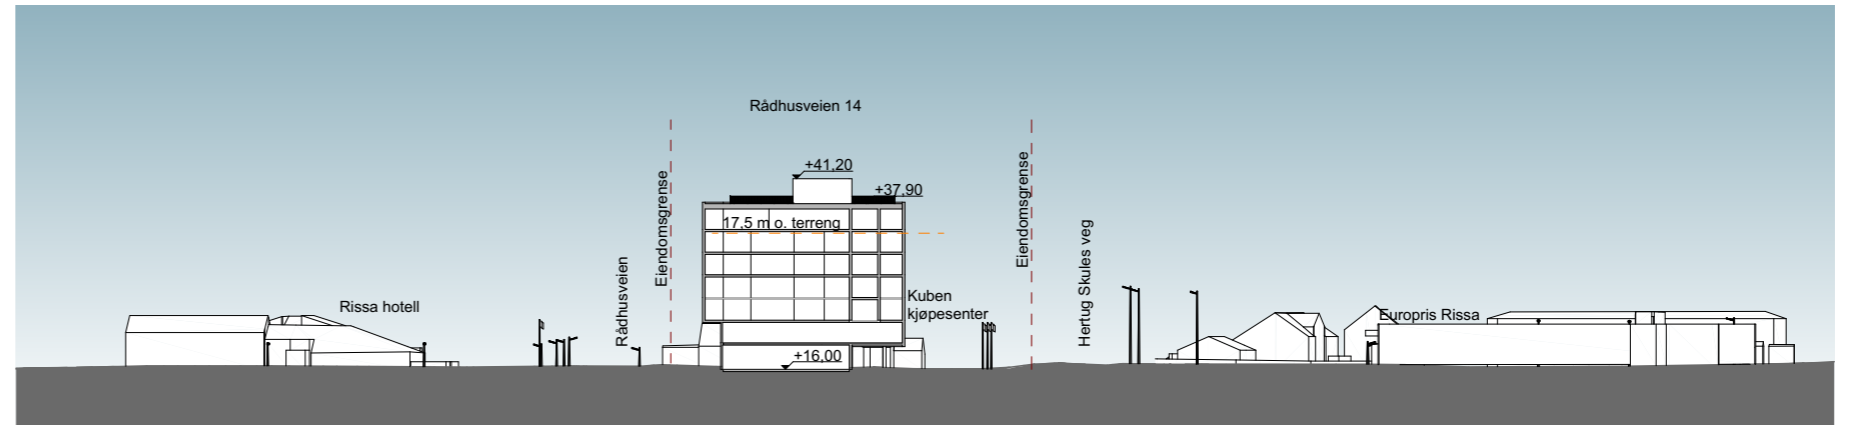 Rådhusveien 14
+41,20
+37,90
17,5 m o. terreng
Eiendomsgrense
Eiendomsgrense
Rådhusveien
Hertug Skules veg
Rissa hotell
Kuben
kjøpesenter
Europris Rissa
+16,00